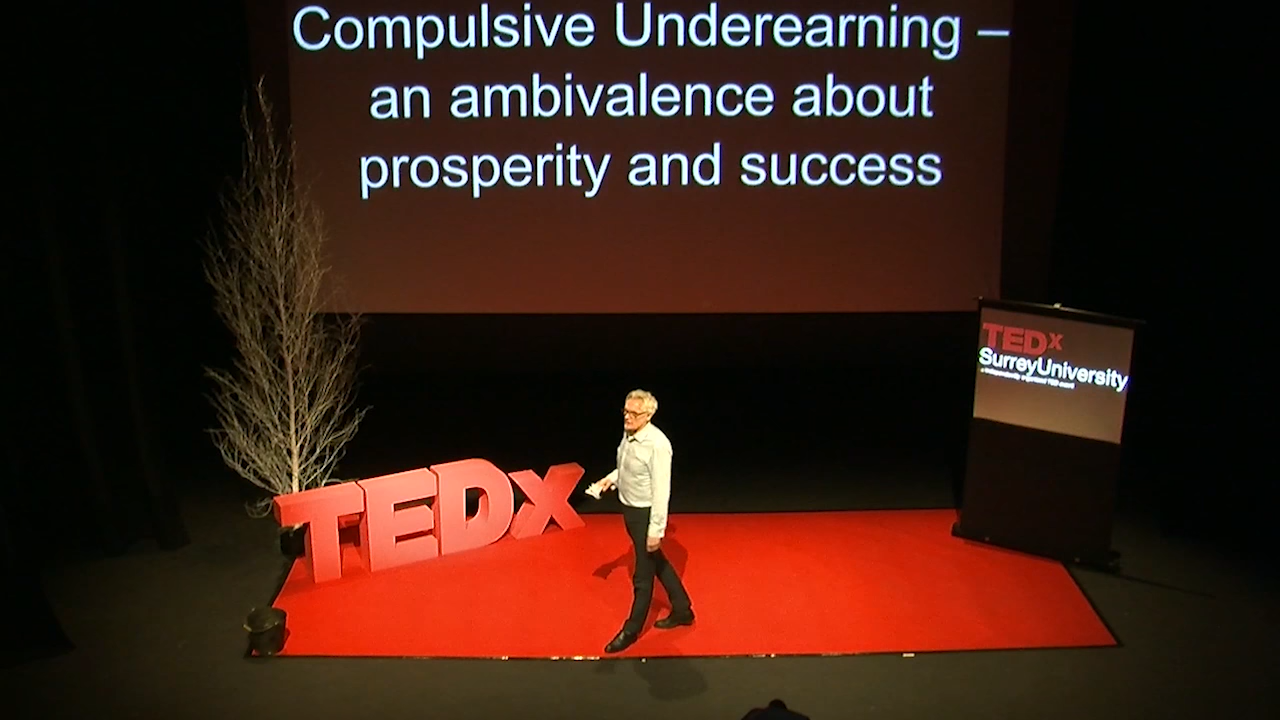 Compulsive Underearning –
an ambivalence about
prosperity and success
TEDx
TEDx
SurreyUniversity